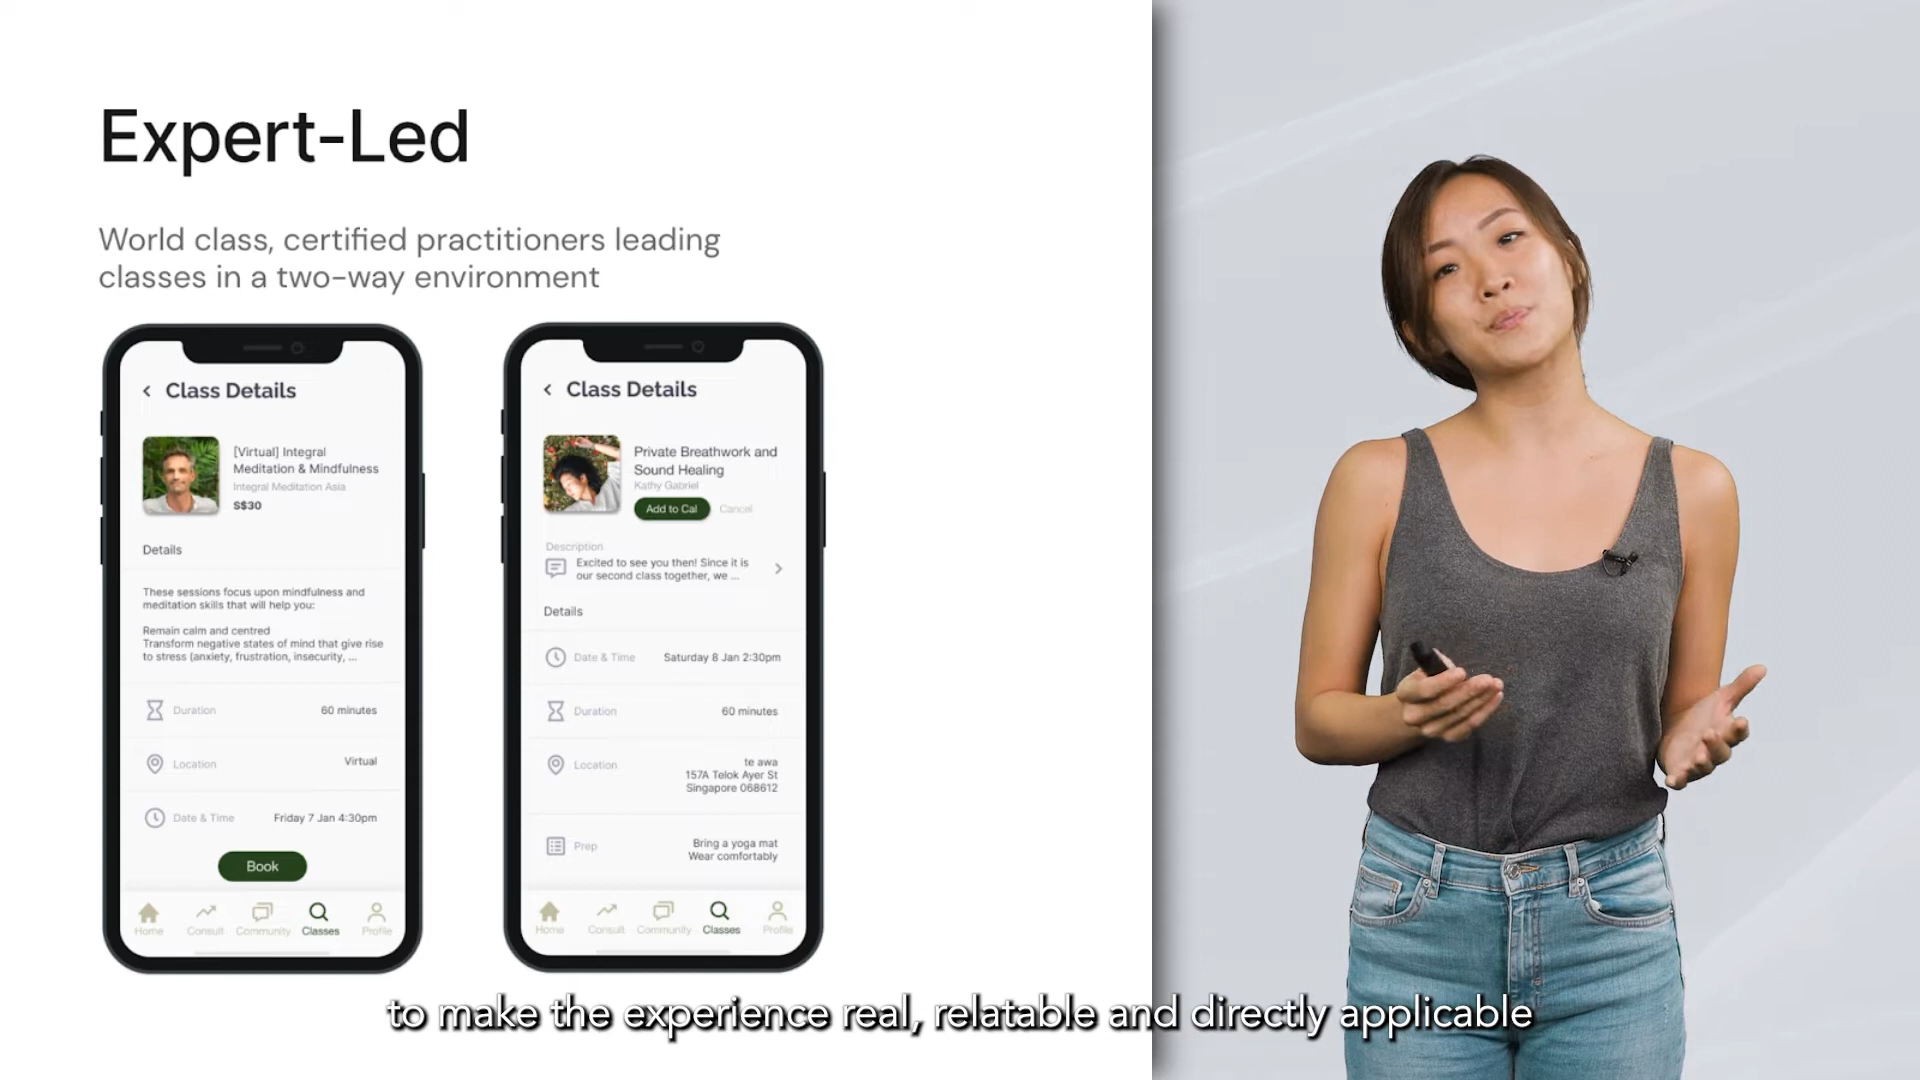 Expert-Led
World class, certified practitioners leading
classes in a two-way environment
Class Details
[Virtual] Integral
Meditation & Mindfulness
Integral Meditation Asia
S$30
Details
These sessions focus upon mindfulness and
meditation skills that will help you:
Remain calm and centred
Transform negative states of mind that give rise
to stress (anxiety, frustration, insecurity, ...
Duration 60 minutes
Location Virtual
Date & Time Friday 7 Jan 4:30pm
Book
Home Consult Community Classes Profile
Class Details
Private Breathwork and
Sound Healing
Kathy Gabriel
Add to Cal Cancel
Description
Excited to see you then! Since it is
our second class together, we ...
Details
Date & Time Saturday 8 Jan 2:30pm
Duration 60 minutes
Location te awa
157A Telok Ayer St
Singapore 068612
Prep Bring a yoga mat
Wear comfortably
Home Consult Community Classes Profile
to make the experience real, relatable and directly applicable